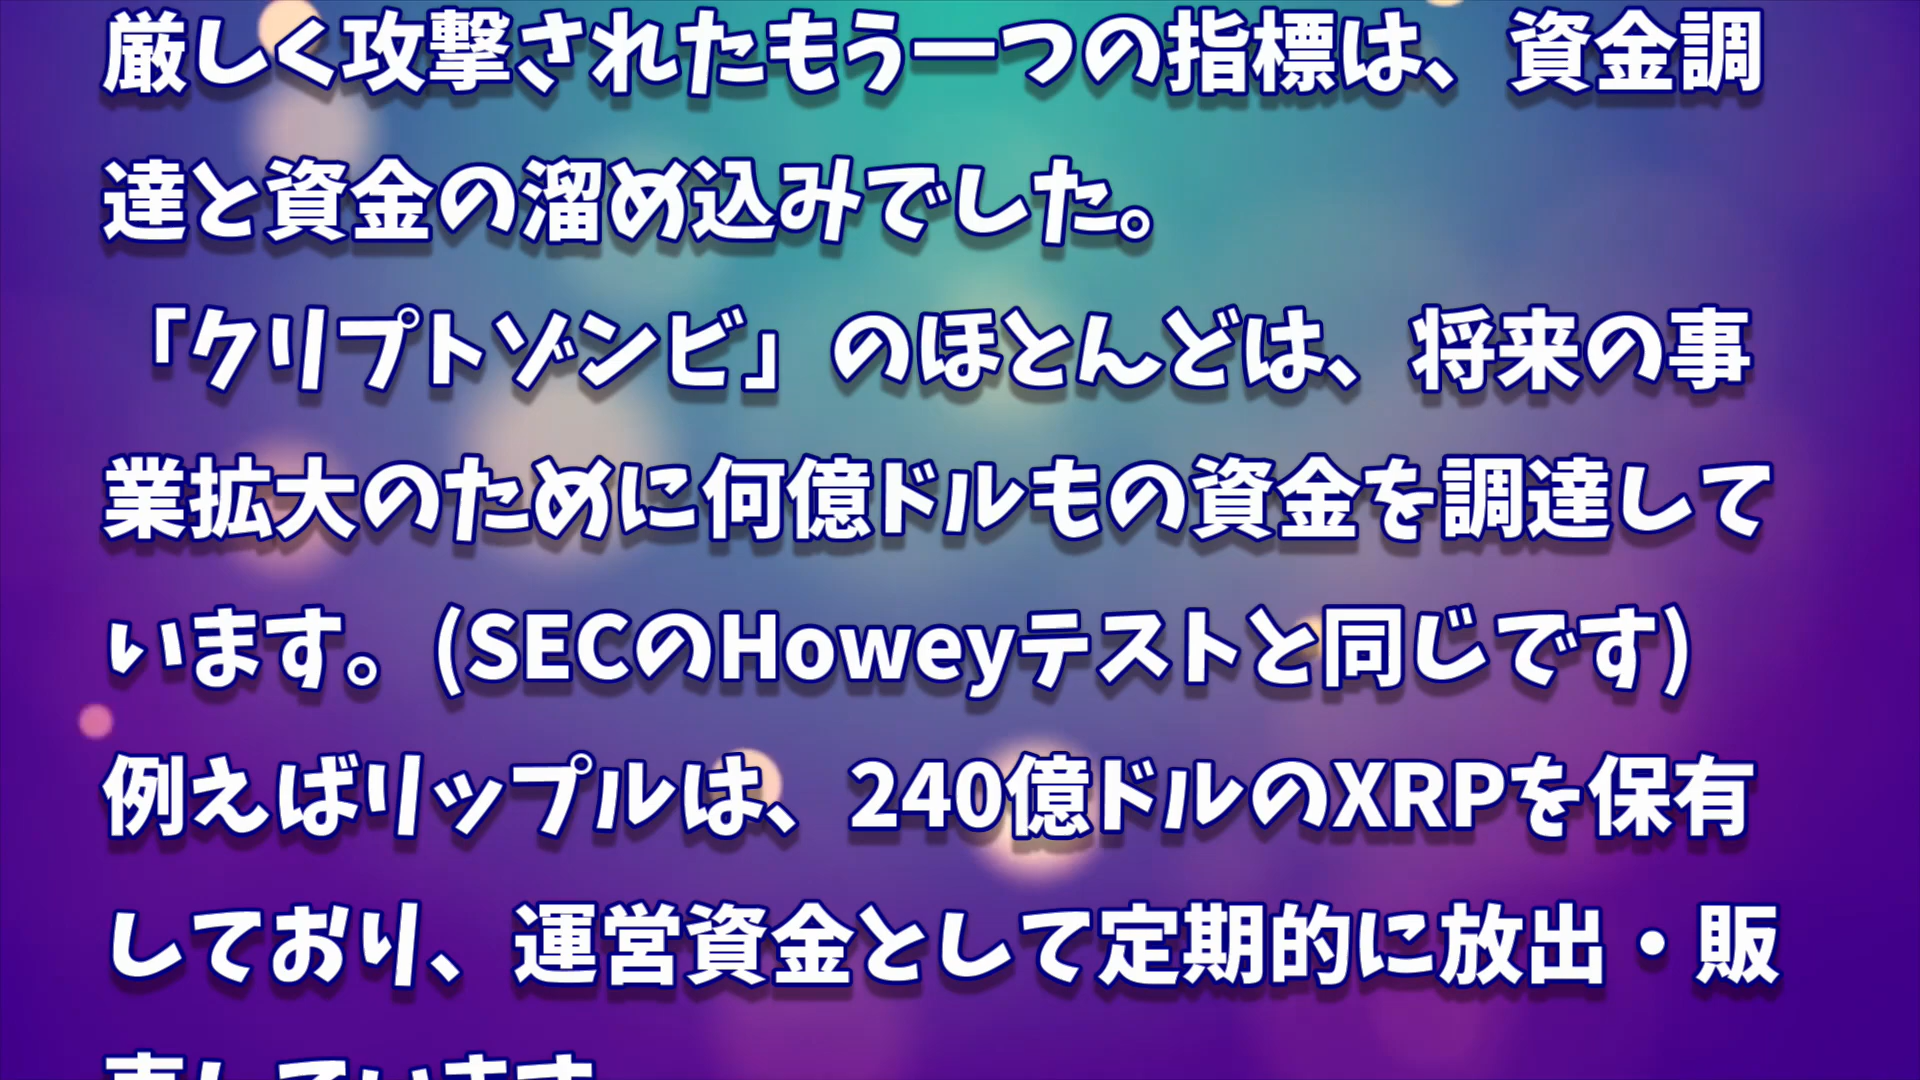 厳しく攻撃されたもう一つの指標は、資金調
達と資金の溜め込みでした。
「クリプトゾンビ」のほとんどは、将来の事
業拡大のために何億ドルもの資金を調達して
います。(SECのHoweyテストと同じです)
例えばリップルは、240億ドルのXRPを保有
しており、運営資金として定期的に放出・販
売しています